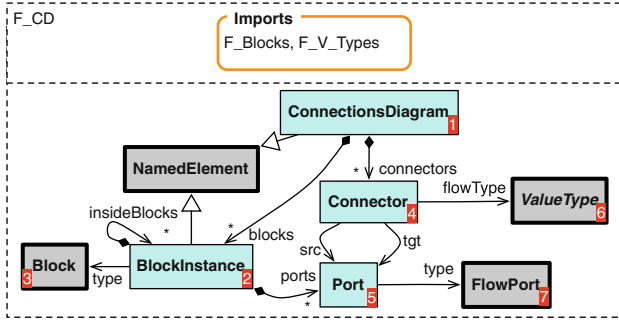 F_CD
Imports
F_Blocks, F_V_Types
ConnectionsDiagram
1
NamedElement
* connectors
Connector
4
flowType
ValueType
6
insideBlocks
*
* blocks
src
tgt
Block
3
type
BlockInstance
2
ports
*
Port
5
type
FlowPort
7